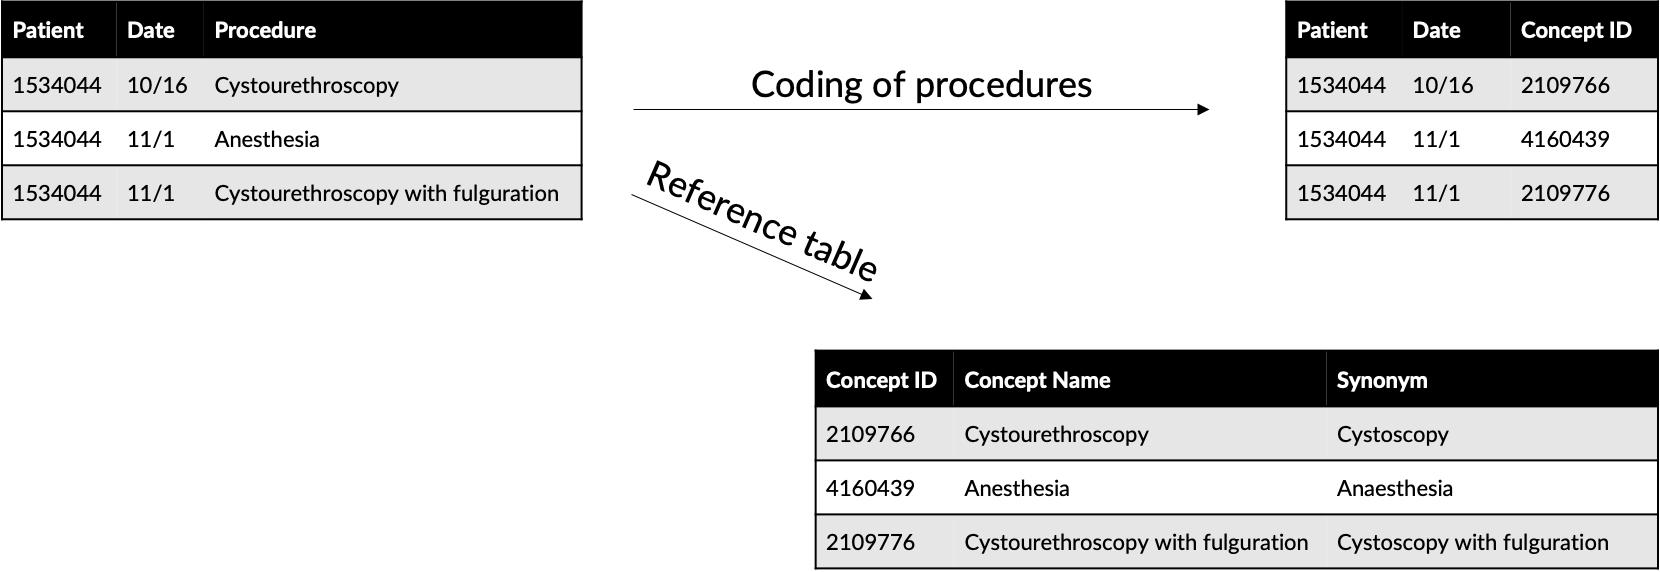 Patient Date Procedure
1534044 10/16 Cystourethroscopy
1534044 11/1 Anesthesia
1534044 11/1 Cystourethroscopy with fulguration
Coding of procedures
Patient Date Concept ID
1534044 10/16 2109766
1534044 11/1 4160439
1534044 11/1 2109776
Reference table
Concept ID Concept Name Synonym
2109766 Cystourethroscopy Cystoscopy
4160439 Anesthesia Anaesthesia
2109776 Cystourethroscopy with fulguration Cystoscopy with fulguration